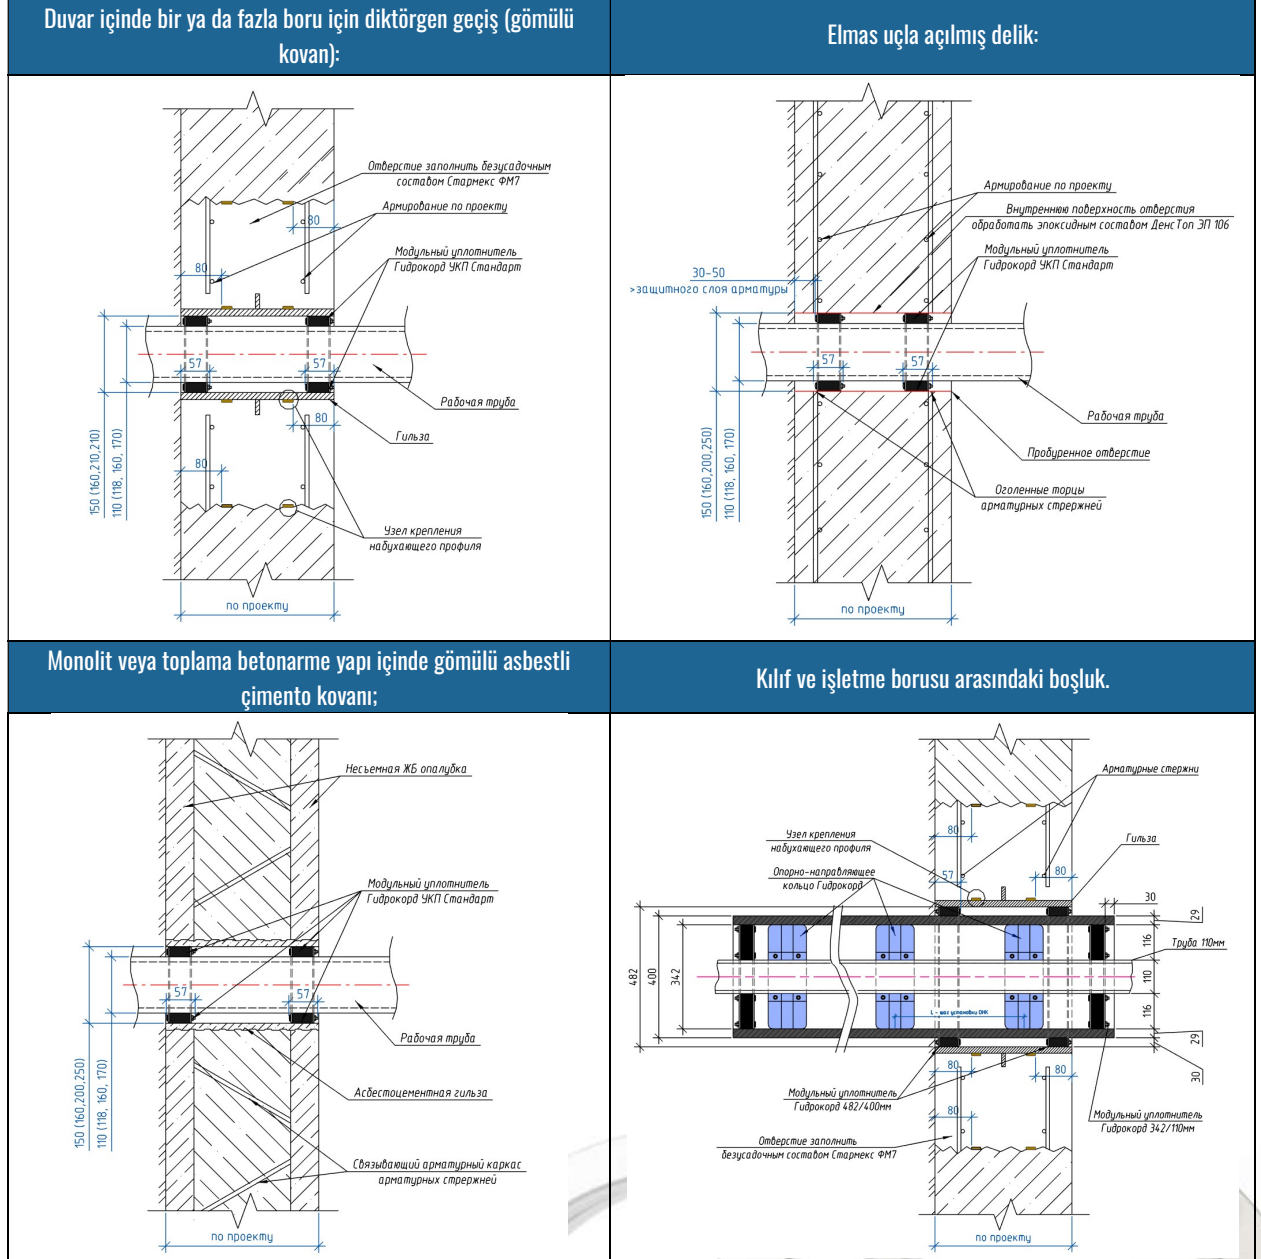 Duvar içinde bir ya da fazla boru için diktörgen geçiş (gömülü
kovan):
Отверстие заполнить безусадочным
составом Стармекс ФМ7
80
Армирование по проекту
Модульный уплотнитель
Гидрокорд УКП Стандарт
80
57
57
Рабочая труба
80
Гильза
80
150 (160,210,210)
110 (118, 160, 170)
Узел крепления
набухающего профиля
по проекту
Elmas uçla açılmış delik:
Армирование по проекту
Внутреннюю поверхность отверстия
обработать эпоксидным составом ДенсТоп ЭП 106
Модульный уплотнитель
Гидрокорд УКП Стандарт
30-50
>защитного слоя арматуры
57
57
Рабочая труба
Пробуренное отверстие
150 (160,200,250)
110 (118, 160, 170)
Оголенные торцы
арматурных стрержней
по проекту
Monolit veya toplama betonarme yapı içinde gömülü asbestli
çimento kovanı;
Несъемная ЖБ опалубка
Модульный уплотнитель
Гидрокорд УКП Стандарт
57
57
Рабочая труба
150 (160,200,250)
110 (118, 160, 170)
Асбестоцементная гильза
Связывающий арматурный каркас
арматурных стрержней
по проекту
Kılıf ve işletme borusu arasındaki boşluk.
Арматурные стержни
Узел крепления
набухающего профиля
80
Гильза
Опорно-направляющее
кольцо Гидрокорд
57
80
30
29
116
Труба 110мм
482
400
342
110
L - шаг установки ОНК
116
29
30
80
80
Модульный уплотнитель
Гидрокорд 482/400мм
80
Модульный уплотнитель
Гидрокорд 342/110мм
Отверстие заполнить
безусадочным составом Стармекс ФМ7
по проекту